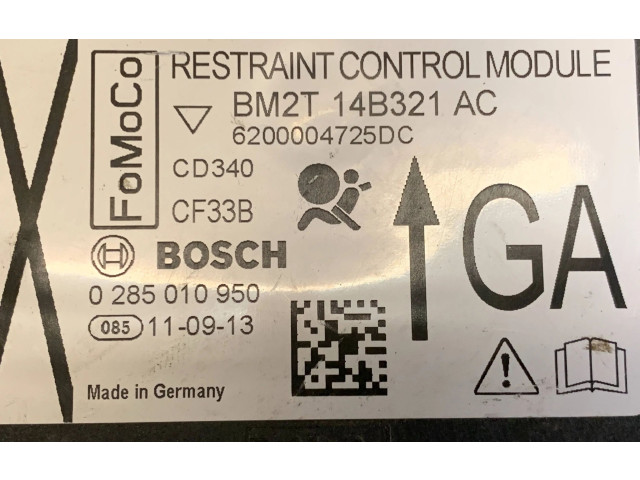 FoMoCo
RESTRAINT CONTROL MODULE
BM2T 14B321 AC
6200004725DC
CD340
CF33B
BOSCH
0 285 010 950
085 11-09-13
Made in Germany
GA